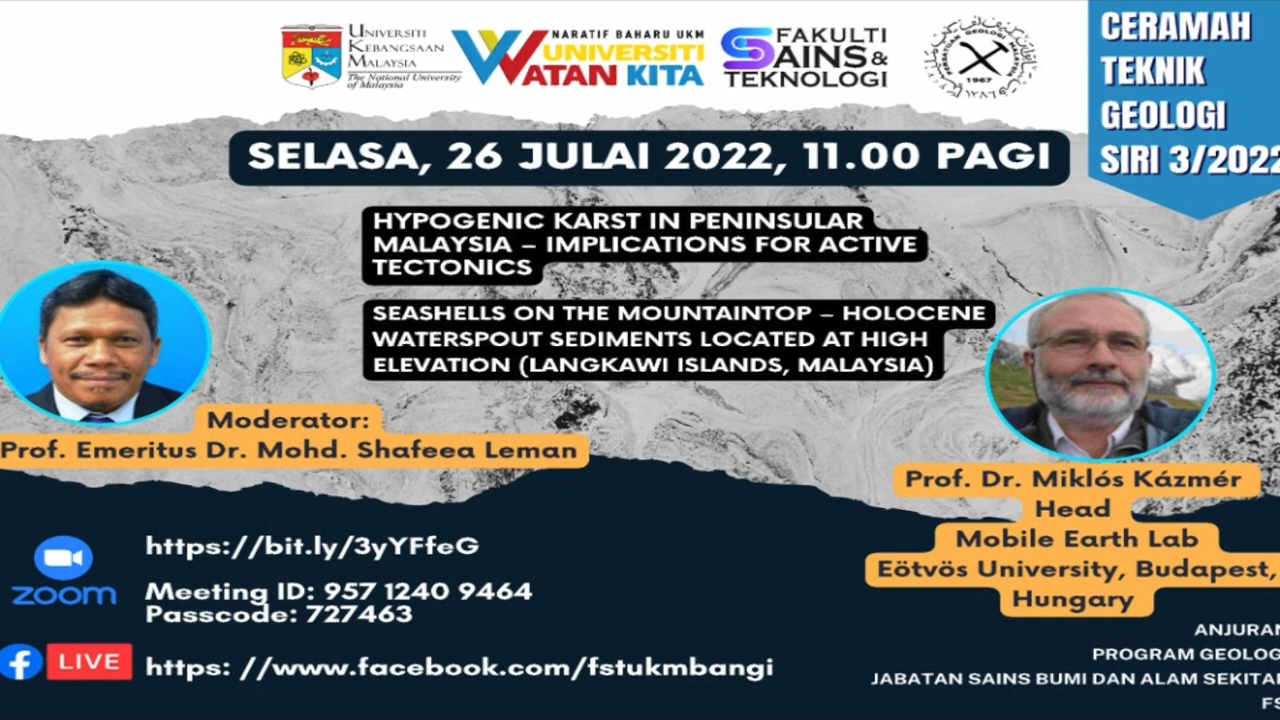 UNIVERSITI
KEBANGSAAN
MALAYSIA
The National University
of Malaysia
NARATIF BAHARU UKM
UNIVERSITI
WATAN KITA
FAKULTI
SAINS &
TEKNOLOGI
PERSATUAN GEOLOGI MALAYSIA
1967
CERAMAH
TEKNIK
GEOLOGI
SIRI 3/2022
SELASA, 26 JULAI 2022, 11.00 PAGI
HYPOGENIC KARST IN PENINSULAR
MALAYSIA – IMPLICATIONS FOR ACTIVE
TECTONICS
SEASHELLS ON THE MOUNTAINTOP – HOLOCENE
WATERSPOUT SEDIMENTS LOCATED AT HIGH
ELEVATION (LANGKAWI ISLANDS, MALAYSIA)
Moderator:
Prof. Emeritus Dr. Mohd. Shafeea Leman
Prof. Dr. Miklós Kázmér
Head
Mobile Earth Lab
Eötvös University, Budapest,
Hungary
zoom
https://bit.ly/3yYFfeG
Meeting ID: 957 1240 9464
Passcode: 727463
LIVE
https: //www.facebook.com/fstukmbangi
ANJURAN
PROGRAM GEOLOG
JABATAN SAINS BUMI DAN ALAM SEKITAR
FS